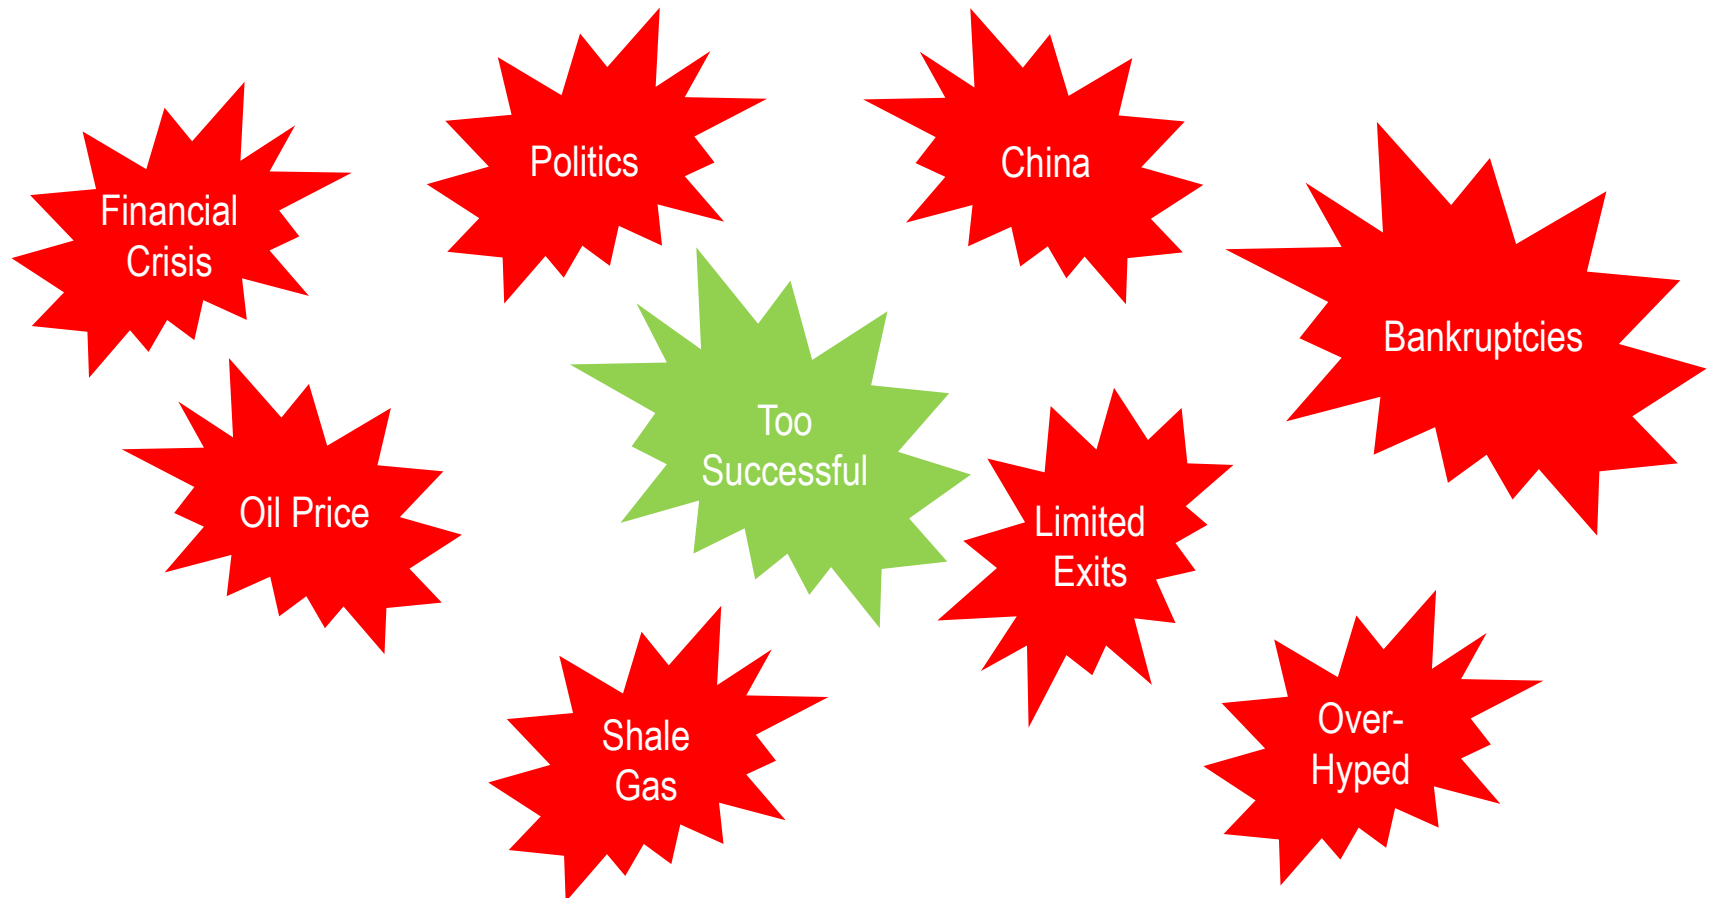 Politics
China
Financial
Crisis
Bankruptcies
Too
Successful
Oil Price
Limited
Exits
Shale
Gas
Over-
Hyped